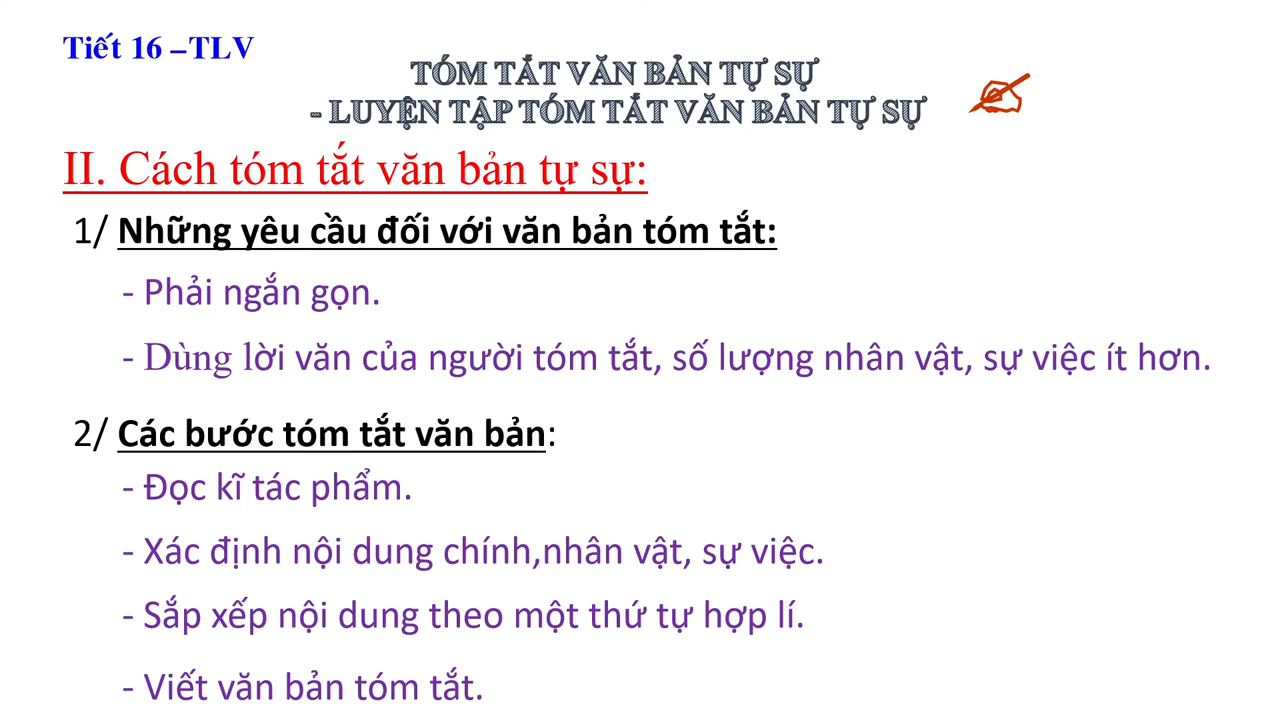 Tiết 16 –TLV
TÓM TẮT VĂN BẢN TỰ SỰ
- LUYỆN TẬP TÓM TẮT VĂN BẢN TỰ SỰ
II. Cách tóm tắt văn bản tự sự:
1/ Những yêu cầu đối với văn bản tóm tắt:
- Phải ngắn gọn.
- Dùng lời văn của người tóm tắt, số lượng nhân vật, sự việc ít hơn.
2/ Các bước tóm tắt văn bản:
- Đọc kĩ tác phẩm.
- Xác định nội dung chính,nhân vật, sự việc.
- Sắp xếp nội dung theo một thứ tự hợp lí.
- Viết văn bản tóm tắt.